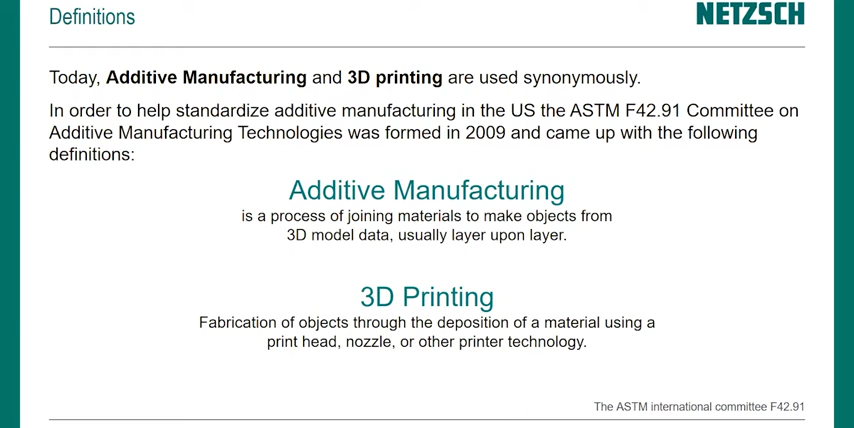 Definitions
NETZSCH
Today, Additive Manufacturing and 3D printing are used synonymously.
In order to help standardize additive manufacturing in the US the ASTM F42.91 Committee on
Additive Manufacturing Technologies was formed in 2009 and came up with the following
definitions:
Additive Manufacturing
is a process of joining materials to make objects from
3D model data, usually layer upon layer.
3D Printing
Fabrication of objects through the deposition of a material using a
print head, nozzle, or other printer technology.
The ASTM international committee F42.91